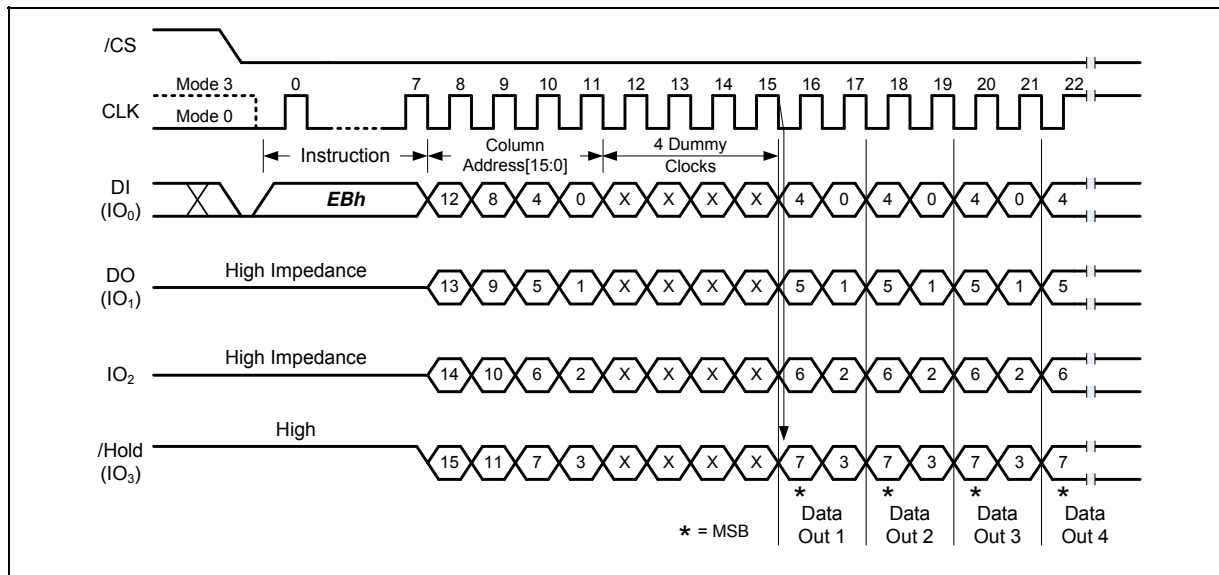 /CS
Mode 3 0 7 8 9 10 11 12 13 14 15 16 17 18 19 20 21 22
CLK
Mode 0
Instruction
Column
Address[15:0]
4 Dummy
Clocks
DI
(IO0)
EBh 12 8 4 0 X X X X 4 0 4 0 4 0 4
DO
(IO1)
High Impedance 13 9 5 1 X X X X 5 1 5 1 5 1 5
IO2
High Impedance 14 10 6 2 X X X X 6 2 6 2 6 2 6
/Hold
(IO3)
High 15 11 7 3 X X X X 7 3 7 3 7 3 7
* * * *
* = MSB
Data
Out 1
Data
Out 2
Data
Out 3
Data
Out 4